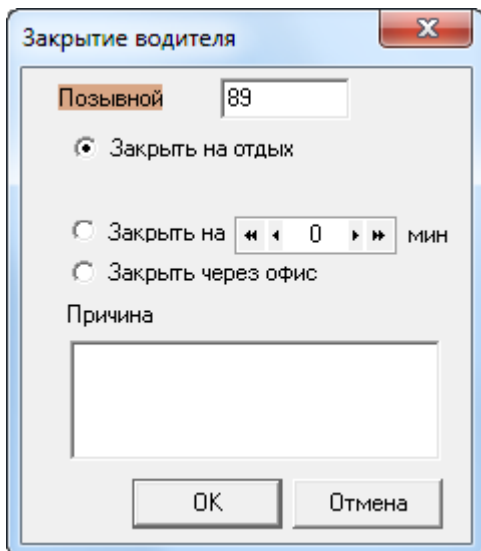 Закрытие водителя
Позывной 89
Закрыть на отдых
Закрыть на 0 мин
Закрыть через офис
Причина
OK Отмена